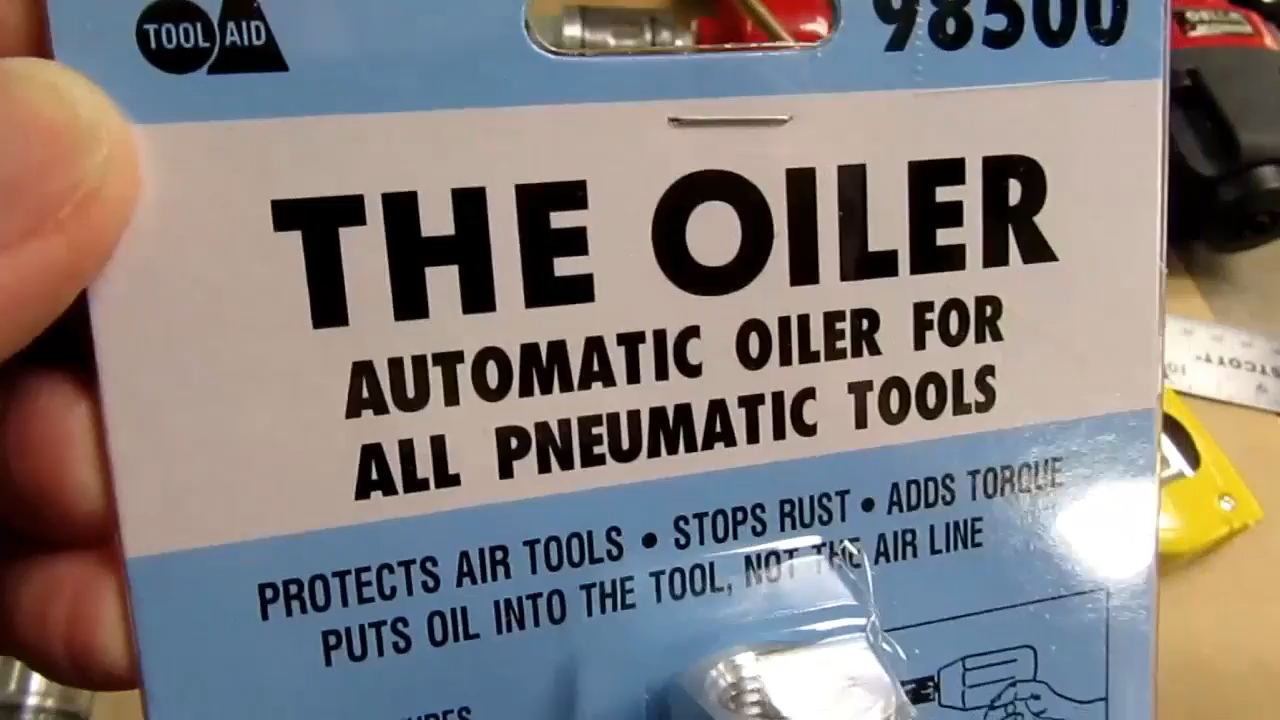 TOOL AID
98500
THE OILER
AUTOMATIC OILER FOR
ALL PNEUMATIC TOOLS
PROTECTS AIR TOOLS • STOPS RUST • ADDS TORQUE
PUTS OIL INTO THE TOOL, NOT THE AIR LINE